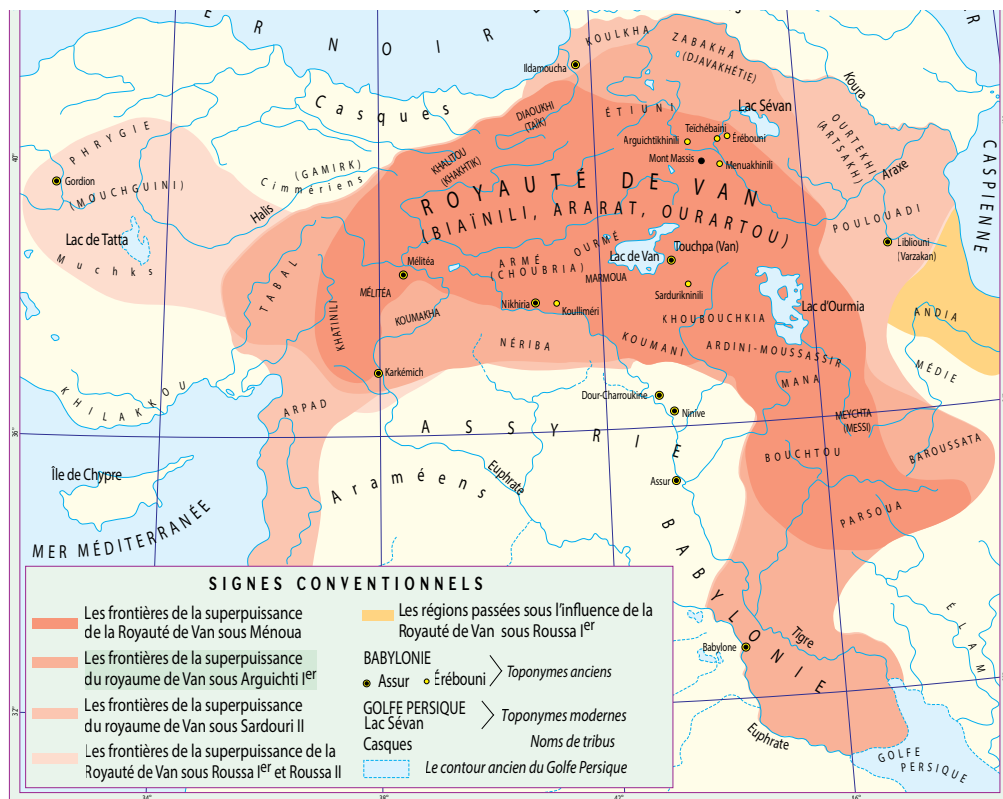 E R N O I R
KOULKHA
ZABAKHA
(DJAVAKHÉTIE)
Ildamoucha
Koura
Casques
DIAOUKHI
(TAÏK)
ÉTIUNI
Lac Sévan
Teichébaini
Érébouni
Arguichtikhinili
OURTEKHI
(ARTSAKH)
PHRYGIE
40°
KHALITOU
(KHAKHTIK)
Mont Massis
Menuakhinili
Araxe
CASPIENNE
Gordion
(MOUCHGUINI)
(GAMIRK)
Cimmériens
ROYAUTÉ DE VAN
(BIAÏNILI, ARARAT, OURARTOU)
Halis
POULOUADI
Lac de Tatta
Muchks
OURMÉ
Lac de Van
Touchpa (Van)
Libliouni
(Varzakan)
Mélitéa
ARMÉ
(CHOUBRIA)
MARMOUA
TABAL
MÉLITÉA
Sardurikninili
Nikhiria
Koulliméri
Lac d'Ourmia
KHATINILI
KOUMAKHA
KHOUBOUCHKIA
ANDIA
NÉRIBA
KOUMANI
ARDINI-MOUSSASSIR
MÉDIE
Karkémich
MANA
KHILAKKOU
ARPAD
Dour-Charroukine
Ninive
MEYCHTA
(MESSI)
36°
ASSYRIE
BOUCHTOU
BAROUSSATA
Île de Chypre
Araméens
Euphrate
Assur
PARSOUA
MER MÉDITERRANÉE
BABYLONIE
ÉLAM
Tigre
Babylone
Euphrate
GOLFE
PERSIQUE
SIGNES CONVENTIONNELS
Les frontières de la superpuissance
de la Royauté de Van sous Ménoua
Les frontières de la superpuissance
du royaume de Van sous Arguichti Ier
Les frontières de la superpuissance
du royaume de Van sous Sardouri II
Les frontières de la superpuissance de la
Royauté de Van sous Roussa Ier et Roussa II
Les régions passées sous l'influence de la
Royauté de Van sous Roussa Ier
BABYLONIE
Assur Érébouni
Toponymes anciens
GOLFE PERSIQUE
Lac Sévan
Toponymes modernes
Casques
Noms de tribus
Le contour ancien du Golfe Persique
32°
34°
38°
42°
46°